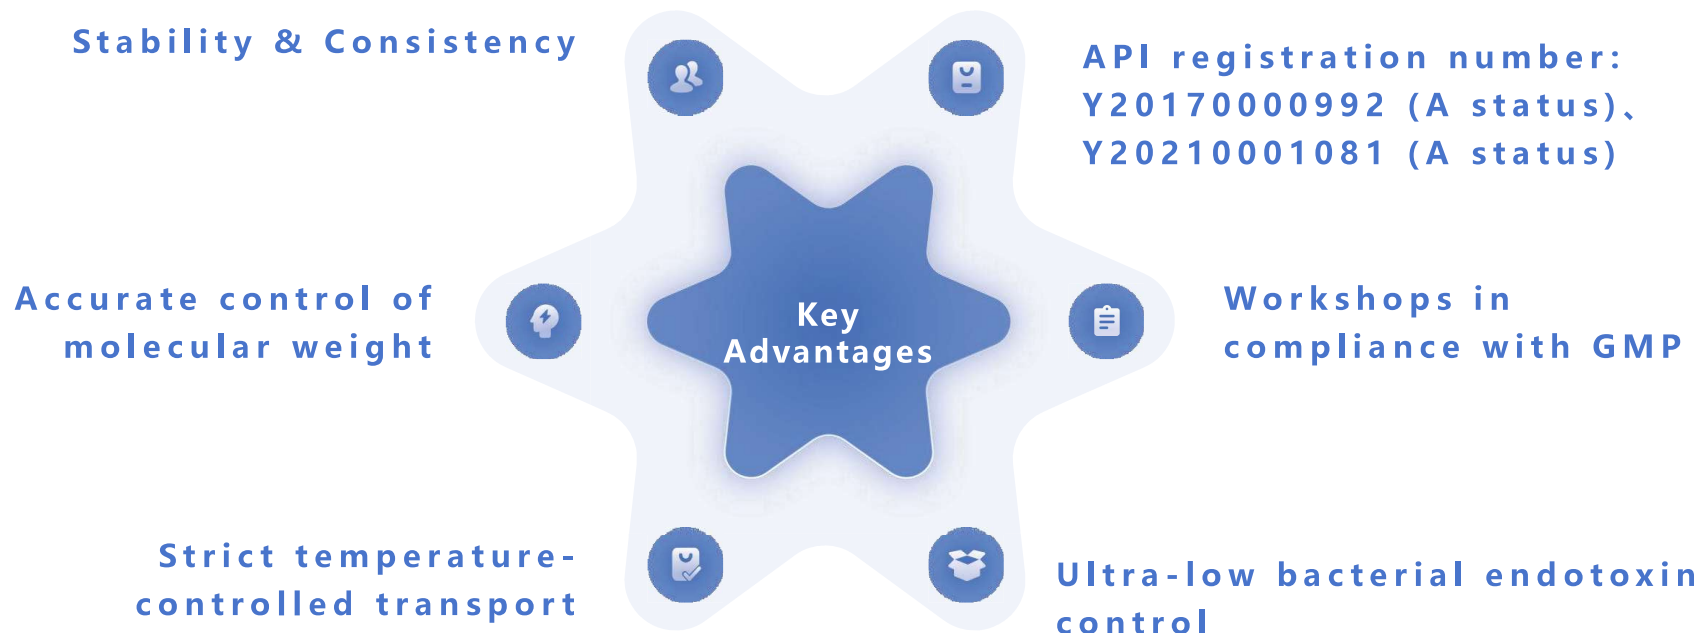 Stability & Consistency
API registration number:
Y20170000992 (A status)、
Y20210001081 (A status)
Accurate control of
molecular weight
Key
Advantages
Workshops in
compliance with GMP
Strict temperature-
controlled transport
Ultra-low bacterial endotoxin
control